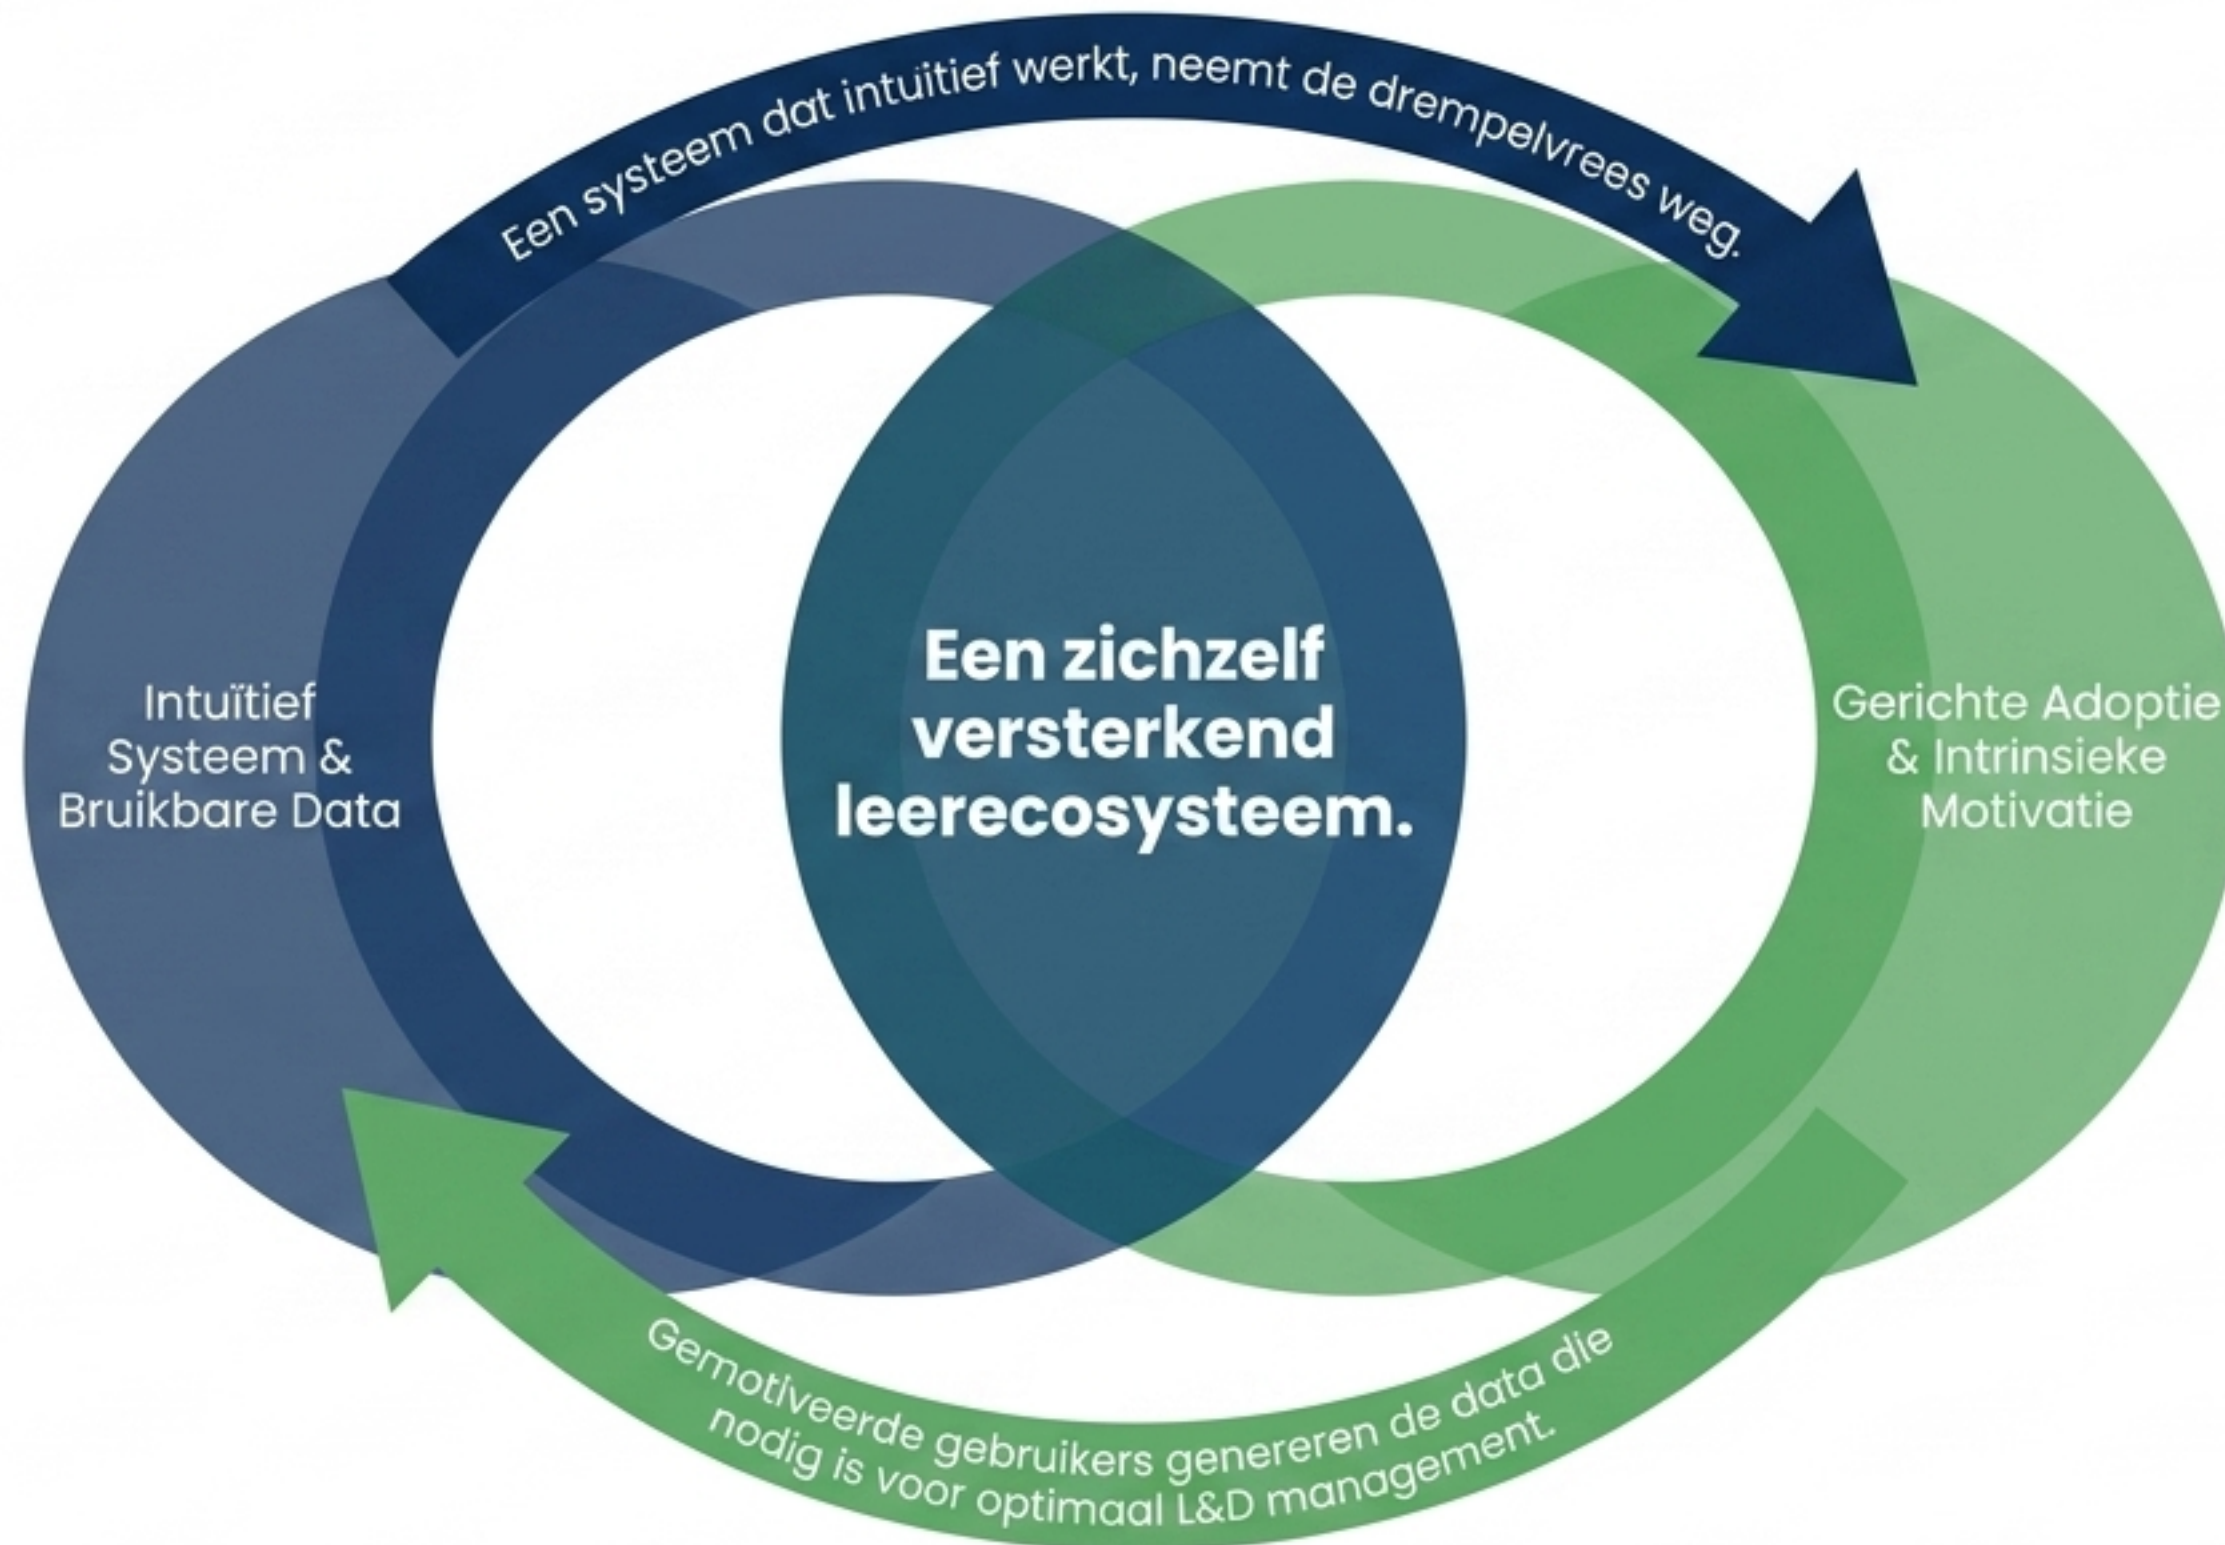 Een systeem dat intuïtief werkt, neemt de drempelvrees weg.
Intuïtief
Systeem &
Bruikbare Data
Een zichzelf
versterkend
leerecosysteem.
Gerichte Adoptie
& Intrinsieke
Motivatie
Gemotiveerde gebruikers genereren de data die
nodig is voor optimaal L&D management.